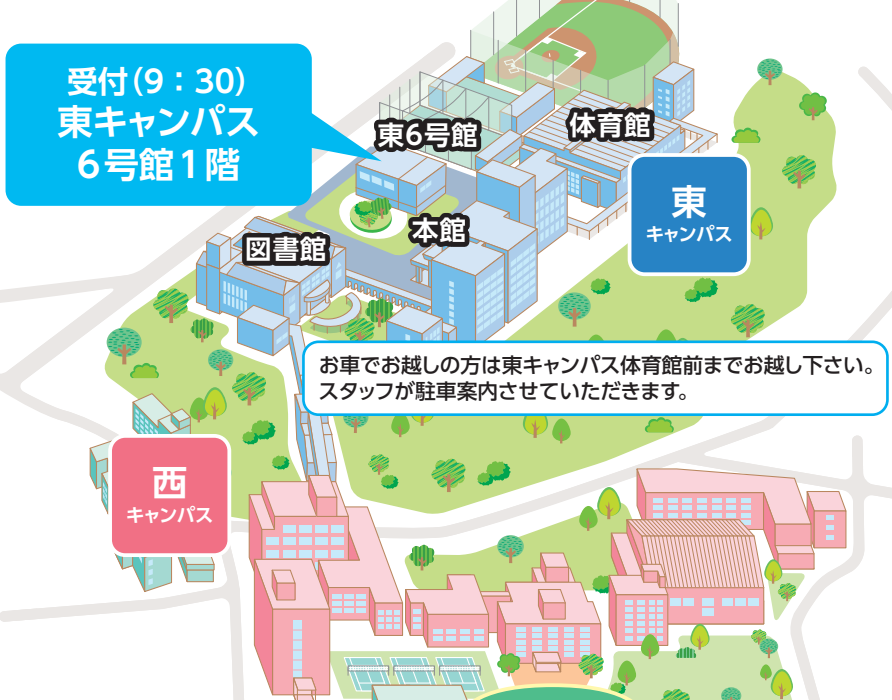 受付(9：30)
東キャンパス
6号館1階
東6号館
体育館
東
キャンパス
本館
図書館
お車でお越しの方は東キャンパス体育館前までお越し下さい。
スタッフが駐車案内させていただきます。
西
キャンパス